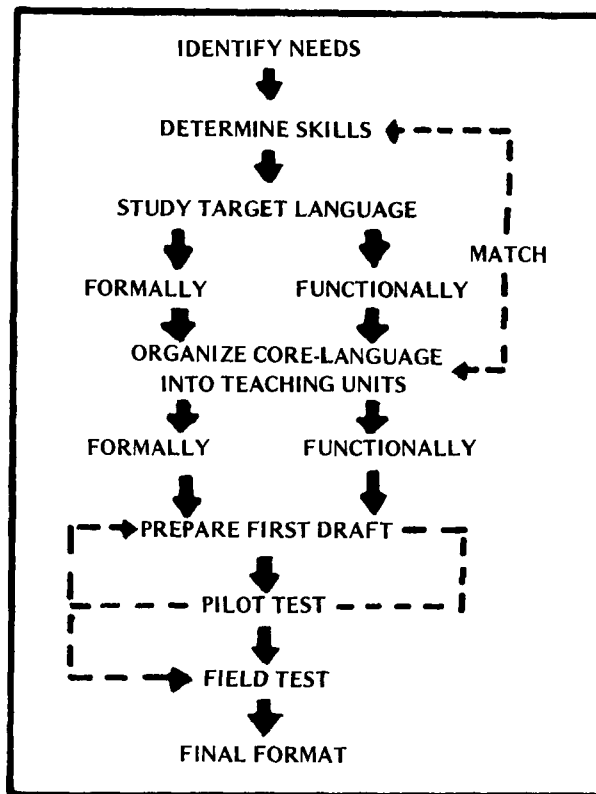 IDENTIFY NEEDS
DETERMINE SKILLS
STUDY TARGET LANGUAGE
MATCH
FORMALLY FUNCTIONALLY
ORGANIZE CORE-LANGUAGE
INTO TEACHING UNITS
FORMALLY FUNCTIONALLY
PREPARE FIRST DRAFT
PILOT TEST
FIELD TEST
FINAL FORMAT